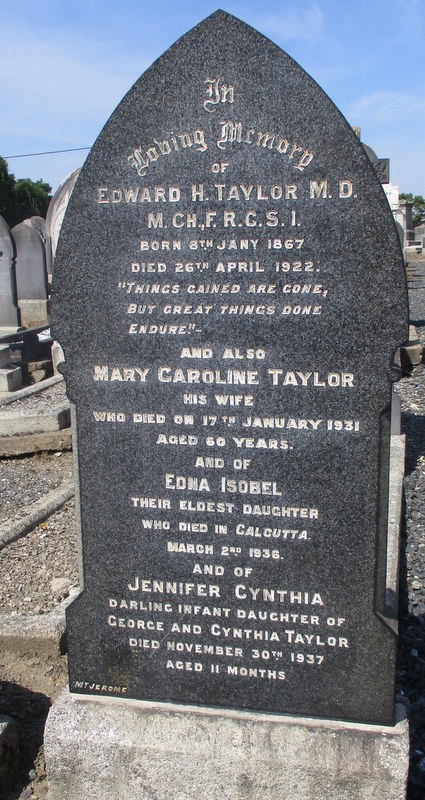 In
Loving Memory
OF
EDWARD H. TAYLOR M.D.
M.CH., F.R.C.S.I.
BORN 8TH JANY 1867
DIED 26TH APRIL 1922.
"THINGS GAINED ARE GONE,
BUT GREAT THINGS DONE
ENDURE"-
AND ALSO
MARY CAROLINE TAYLOR
HIS WIFE
WHO DIED ON 17TH JANUARY 1931
AGED 60 YEARS.
AND OF
EDNA ISOBEL
THEIR ELDEST DAUGHTER
WHO DIED IN CALCUTTA.
MARCH 2ND 1936.
AND OF
JENNIFER CYNTHIA
DARLING INFANT DAUGHTER OF
GEORGE AND CYNTHIA TAYLOR
DIED NOVEMBER 30TH 1937
AGED 11 MONTHS
MT JEROME